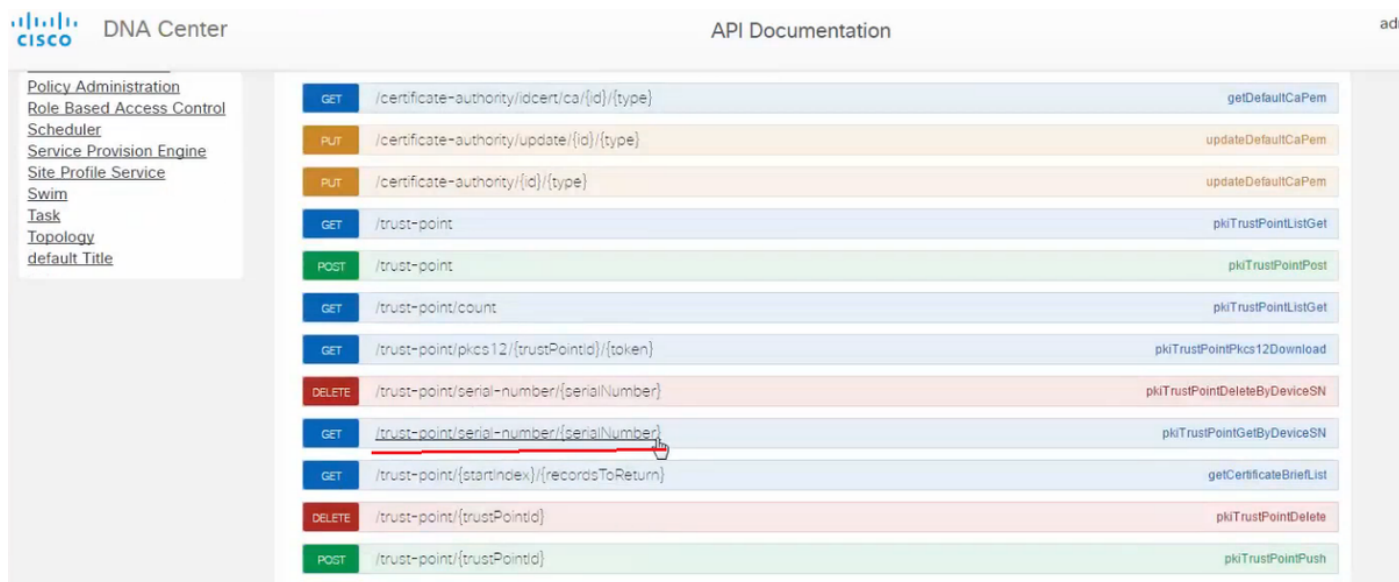 CISCO DNA Center
API Documentation
Policy Administration
Role Based Access Control
Scheduler
Service Provision Engine
Site Profile Service
Swim
Task
Topology
default Title
GET /certificate-authority/idcert/ca/{id}/{type} getDefaultCaPem
PUT /certificate-authority/update/{id}/{type} updateDefaultCaPem
PUT /certificate-authority/{id}/{type} updateDefaultCaPem
GET /trust-point pkiTrustPointListGet
POST /trust-point pkiTrustPointPost
GET /trust-point/count pkiTrustPointListGet
GET /trust-point/pkcs12/{trustPointId}/{token} pkiTrustPointPkcs12Download
DELETE /trust-point/serial-number/{serialNumber} pkiTrustPointDeleteByDeviceSN
GET /trust-point/serial-number/{serialNumber} pkiTrustPointGetByDeviceSN
GET /trust-point/{startIndex}/{recordsToReturn} getCertificateBriefList
DELETE /trust-point/{trustPointId} pkiTrustPointDelete
POST /trust-point/{trustPointId} pkiTrustPointPush